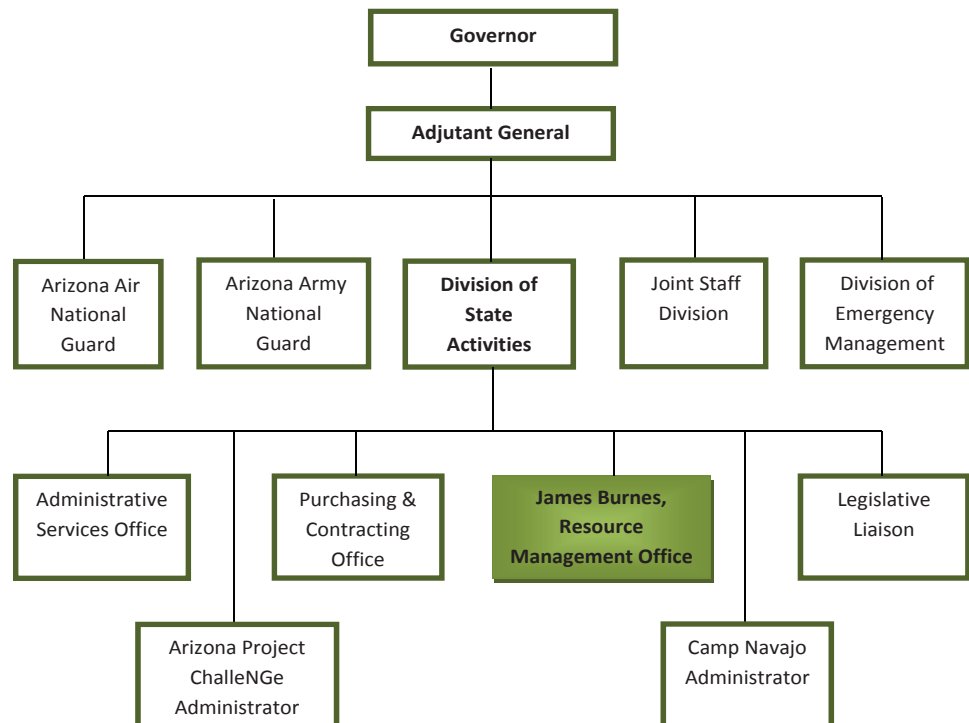 Governor
Adjutant General
Arizona Air
National
Guard
Arizona Army
National
Guard
Division of
State
Activities
Joint Staff
Division
Division of
Emergency
Management
Administrative
Services Office
Purchasing &
Contracting
Office
James Burnes,
Resource
Management Office
Legislative
Liaison
Arizona Project
ChalleNGe
Administrator
Camp Navajo
Administrator